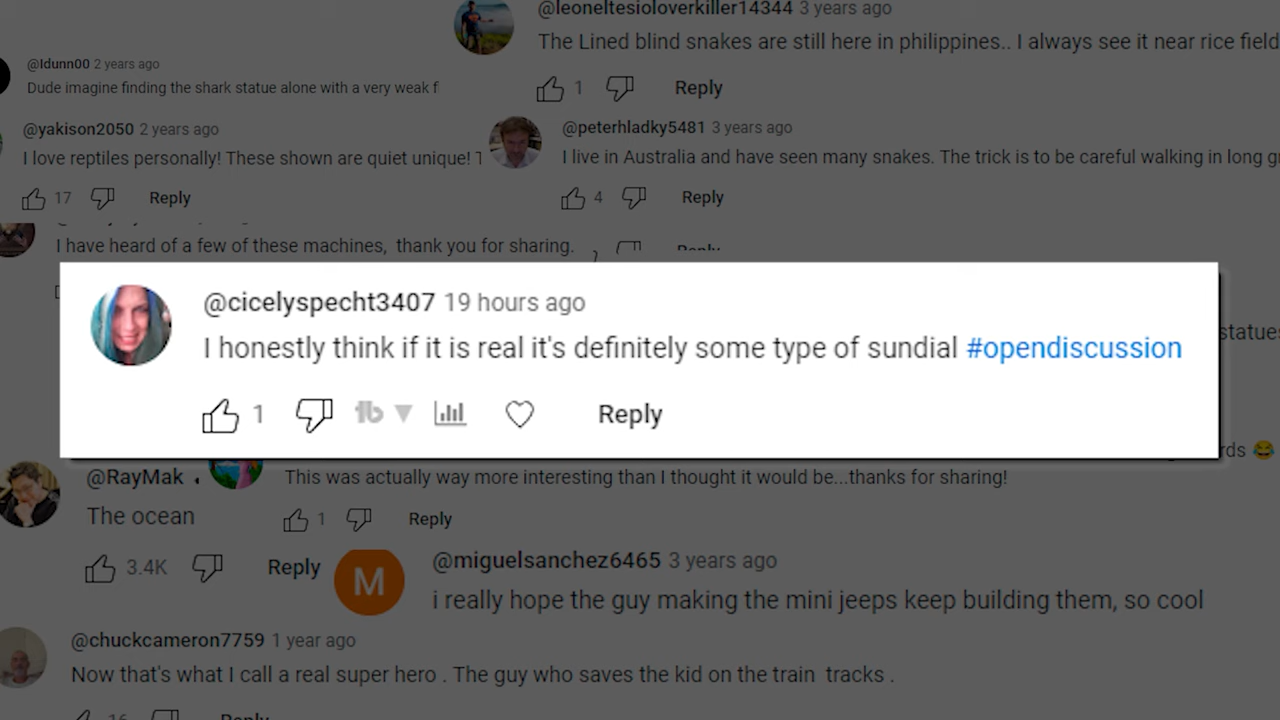 @leoneltesioloverkiller14344 3 years ago
The Lined blind snakes are still here in philippines.. I always see it near rice field
1 Reply
@ldunn00 2 years ago
Dude imagine finding the shark statue alone with a very weak f
@yakison2050 2 years ago
I love reptiles personally! These shown are quiet unique! T
17 Reply
@peterhladky5481 3 years ago
I live in Australia and have seen many snakes. The trick is to be careful walking in long g
4 Reply
I have heard of a few of these machines, thank you for sharing.
Reply
@cicelyspecht3407 19 hours ago
I honestly think if it is real it's definitely some type of sundial #opendiscussion
1 tb Reply
statues
rds 😂
@RayMak
The ocean
3.4K Reply
This was actually way more interesting than I thought it would be...thanks for sharing!
1 Reply
@miguelsanchez6465 3 years ago
M
i really hope the guy making the mini jeeps keep building them, so cool
@chuckcameron7759 1 year ago
Now that's what I call a real super hero . The guy who saves the kid on the train tracks .
16 Reply